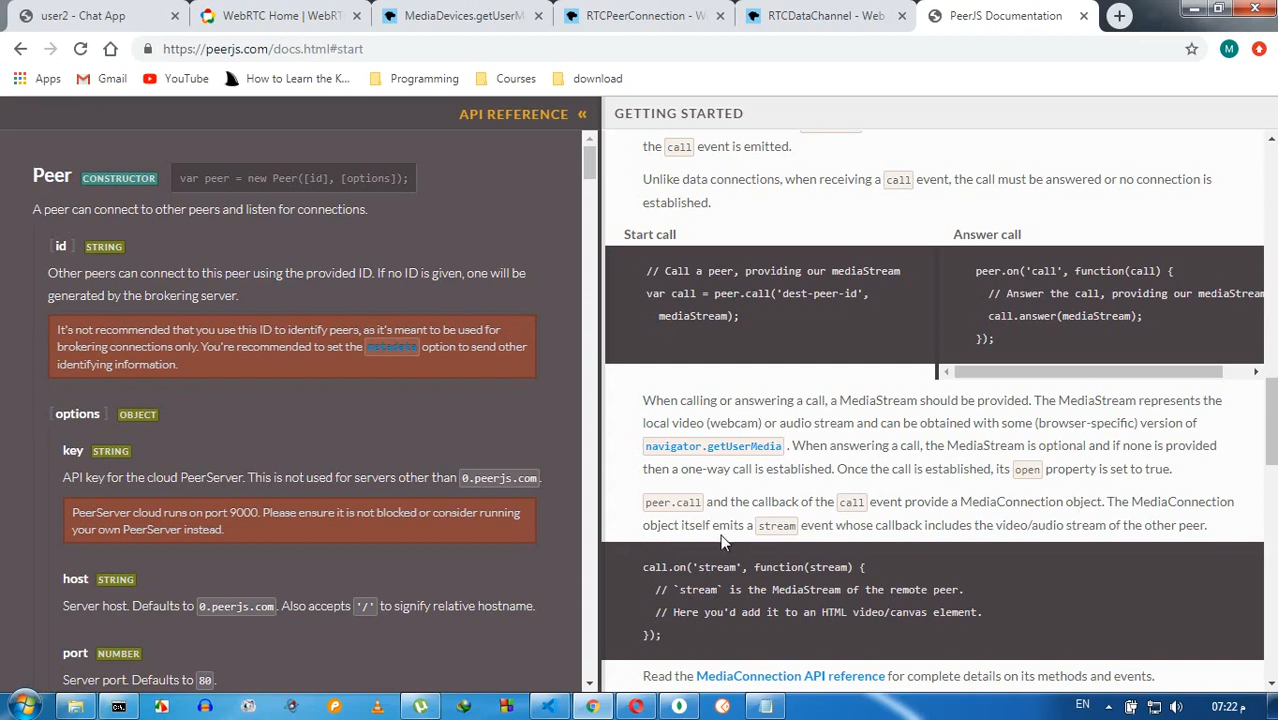 user2 - Chat App
WebRTC Home | WebRT
MediaDevices.getUserM
RTCPeerConnection - We
RTCDataChannel - Web
PeerJS Documentation
https://peerjs.com/docs.html#start
M
Apps
Gmail
YouTube
How to Learn the K...
Programming
Courses
download
API REFERENCE «
Peer CONSTRUCTOR var peer = new Peer([id], [options]);
A peer can connect to other peers and listen for connections.
[id] STRING
Other peers can connect to this peer using the provided ID. If no ID is given, one will be
generated by the brokering server.
It's not recommended that you use this ID to identify peers, as it's meant to be used for
brokering connections only. You're recommended to set the metadata option to send other
identifying information.
options OBJECT
key STRING
API key for the cloud PeerServer. This is not used for servers other than 0.peerjs.com.
PeerServer cloud runs on port 9000. Please ensure it is not blocked or consider running
your own PeerServer instead.
host STRING
Server host. Defaults to 0.peerjs.com. Also accepts '/' to signify relative hostname.
port NUMBER
Server port. Defaults to 80.
GETTING STARTED
the call event is emitted.
Unlike data connections, when receiving a call event, the call must be answered or no connection is
established.
Start call
// Call a peer, providing our mediaStream
var call = peer.call('dest-peer-id',
mediaStream);
Answer call
peer.on('call', function(call) {
// Answer the call, providing our mediaStream
call.answer(mediaStream);
});
When calling or answering a call, a MediaStream should be provided. The MediaStream represents the
local video (webcam) or audio stream and can be obtained with some (browser-specific) version of
navigator.getUserMedia. When answering a call, the MediaStream is optional and if none is provided
then a one-way call is established. Once the call is established, its open property is set to true.
peer.call and the callback of the call event provide a MediaConnection object. The MediaConnection
object itself emits a stream event whose callback includes the video/audio stream of the other peer.
call.on('stream', function(stream) {
// `stream` is the MediaStream of the remote peer.
// Here you'd add it to an HTML video/canvas element.
});
Read the MediaConnection API reference for complete details on its methods and events.
EN
07:22 م